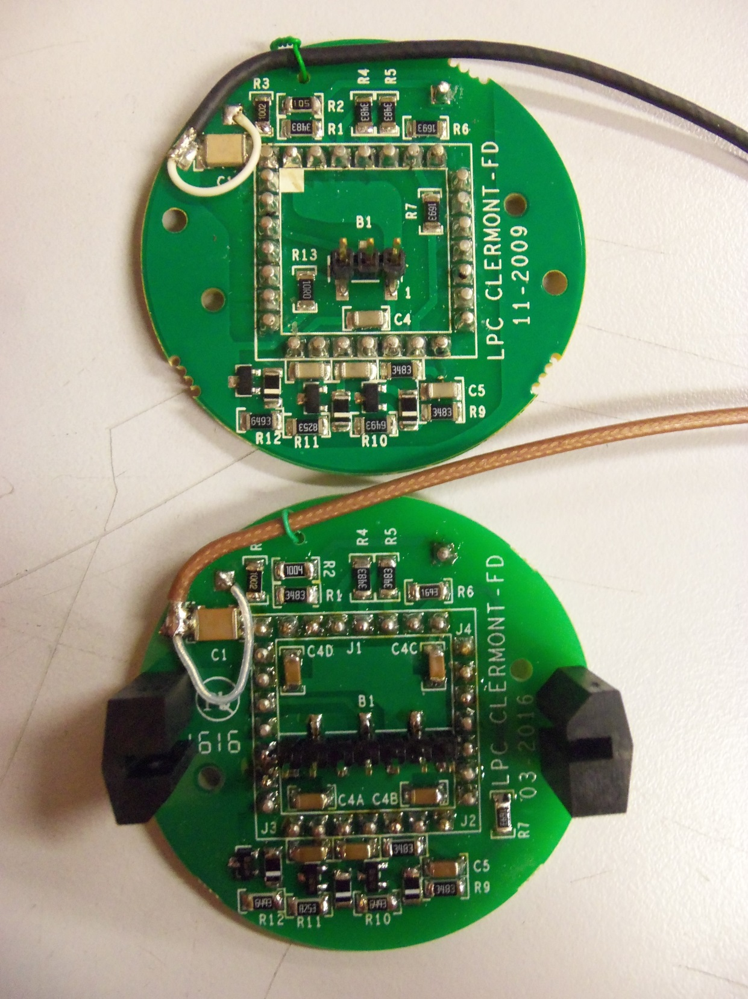 R3
R4
R5
1002
105
R2
3483
R1
3483
3483
1693
R6
LPC CLERMONT-FD
11-2009
R7
1693
B1
R13
10R0
1
C4
3483
C5
6493
8253
6493
3483
R9
R12
R11
R10
R4
R5
1002
1004
R2
3483
R1
3483
3483
1693
R6
LPC CLERMONT-FD
03-2016
J4
C1
C4D
J1
C4C
B1
1616
C4A
C4B
J3
J2
R7
3483
C5
3483
R9
6493
8253
6493
R12
R11
R10